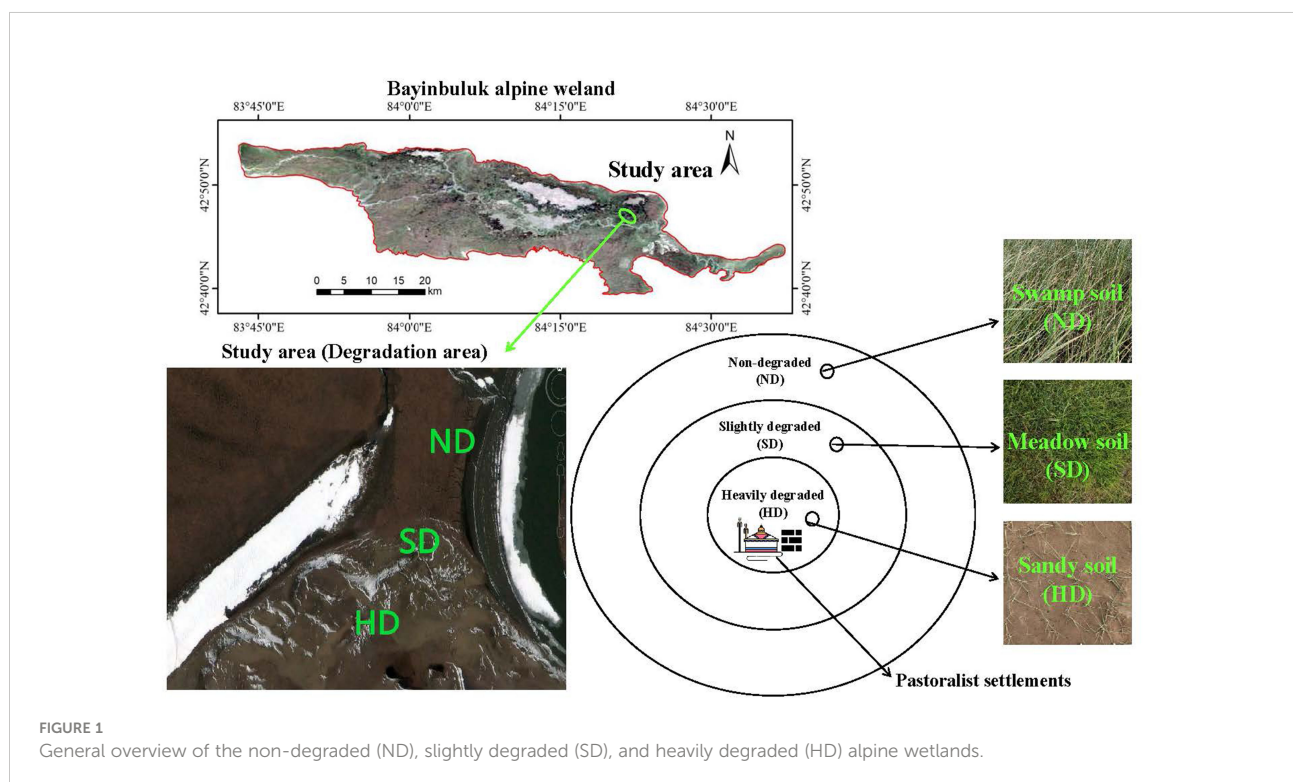 Bayinbuluk alpine weland
83°45'0"E 84°0'0"E 84°15'0"E 84°30'0"E
N
Study area
42°50'0"N 42°50'0"N
0 5 10 15 20
km
42°40'0"N 42°40'0"N
83°45'0"E 84°0'0"E 84°15'0"E 84°30'0"E
Study area (Degradation area)
ND
SD
HD
Non-degraded
(ND)
Slightly degraded
(SD)
Heavily degraded
(HD)
Swamp soil
(ND)
Meadow soil
(SD)
Sandy soil
(HD)
Pastoralist settlements
FIGURE 1
General overview of the non-degraded (ND), slightly degraded (SD), and heavily degraded (HD) alpine wetlands.